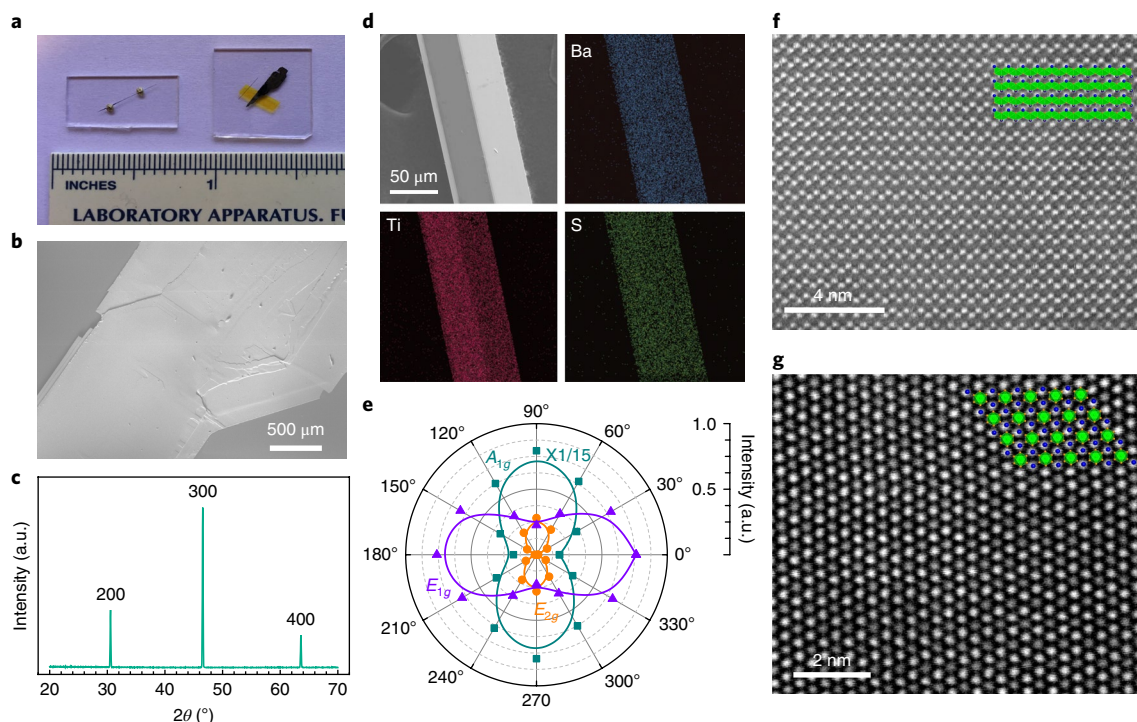 a
INCHES
1
LABORATORY APPARATUS. FU
b
500 μm
c
Intensity (a.u.)
200
300
400
20
30
40
50
60
70
2θ (°)
d
50 μm
Ba
Ti
S
e
90°
120°
60°
150°
30°
180°
0°
210°
330°
240°
300°
270
A1g
X1/15
E1g
E2g
1.0
0.5
Intensity (a.u.)
f
4 nm
g
2 nm